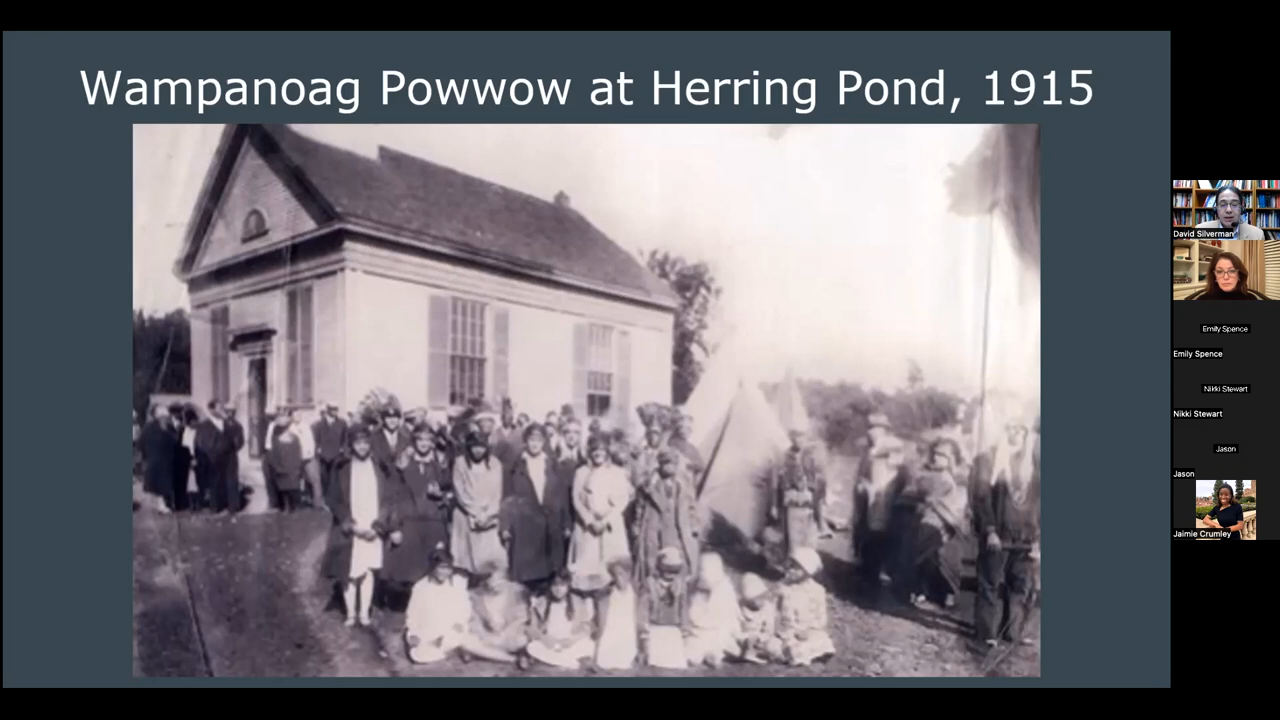 Wampanoag Powwow at Herring Pond, 1915
David Silverman
Emily Spence
Emily Spence
Nikki Stewart
Nikki Stewart
Jason
Jason
Jaimie Crumley